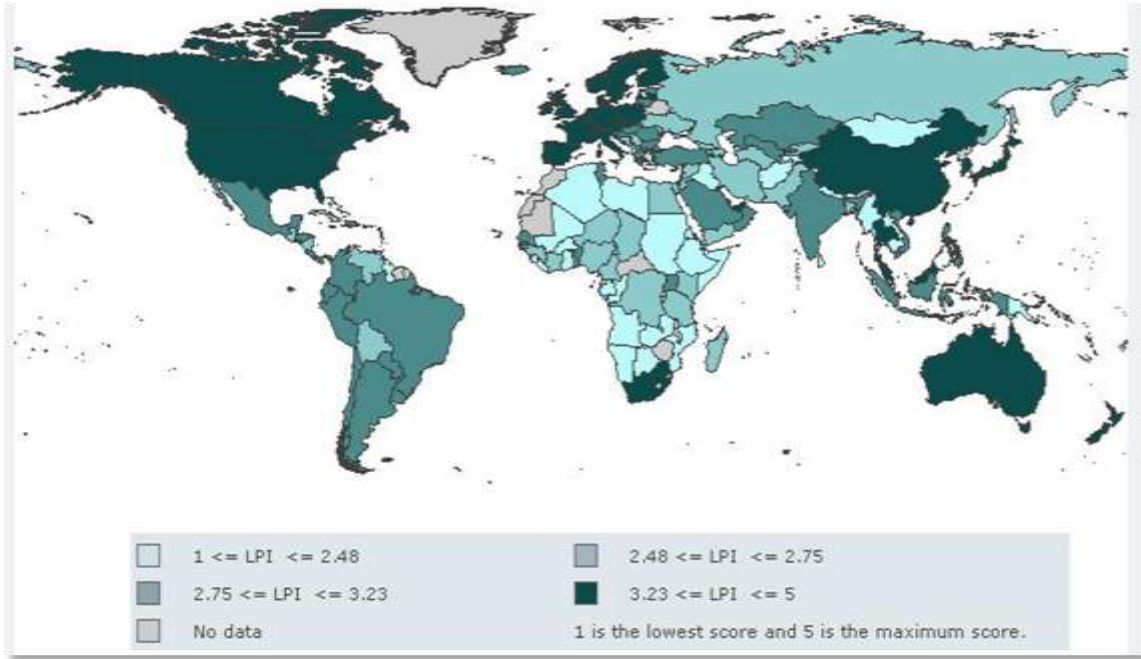 1 <= LPI <= 2.48
2.48 <= LPI <= 2.75
2.75 <= LPI <= 3.23
3.23 <= LPI <= 5
No data
1 is the lowest score and 5 is the maximum score.